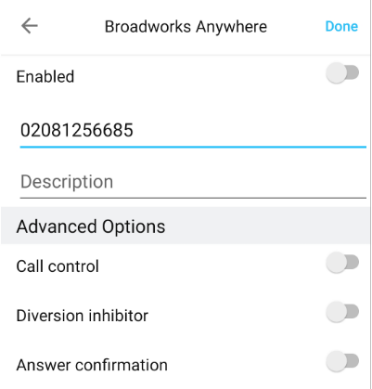 Broadworks Anywhere Done
Enabled
02081256685
Description
Advanced Options
Call control
Diversion inhibitor
Answer confirmation